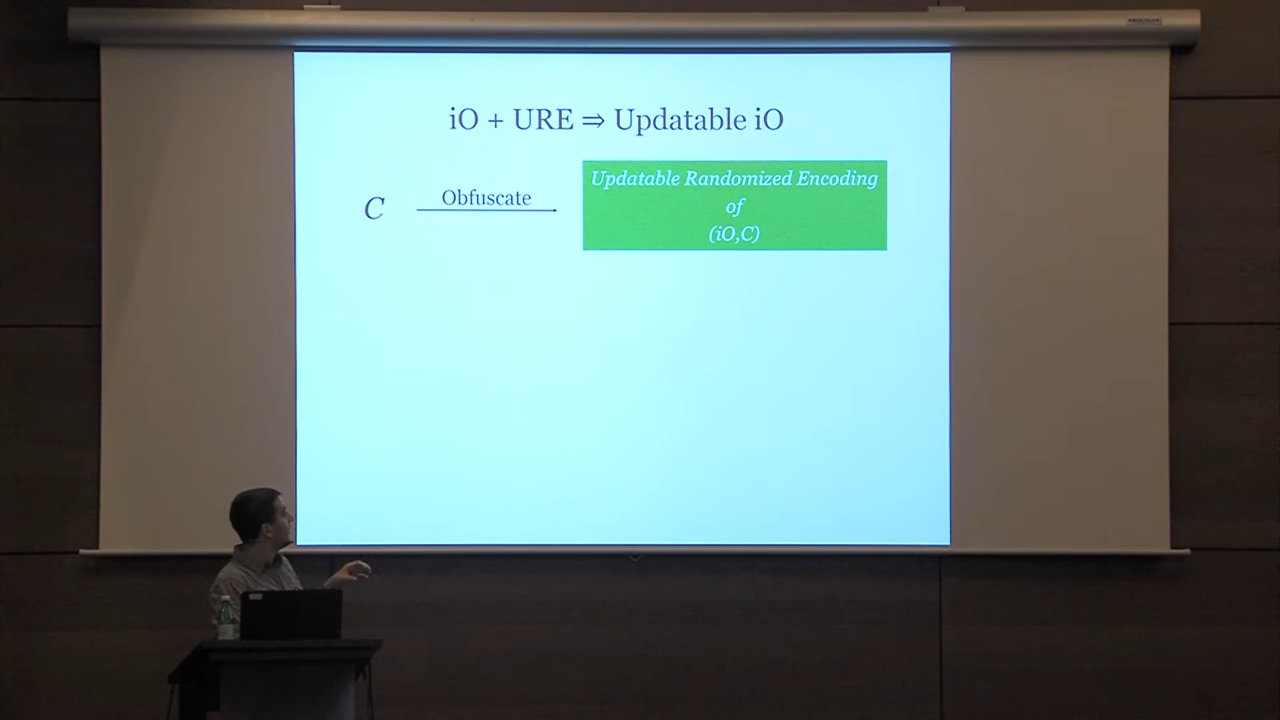 iO + URE ⇒ Updatable iO
C
Obfuscate
Updatable Randomized Encoding
of
(iO,C)